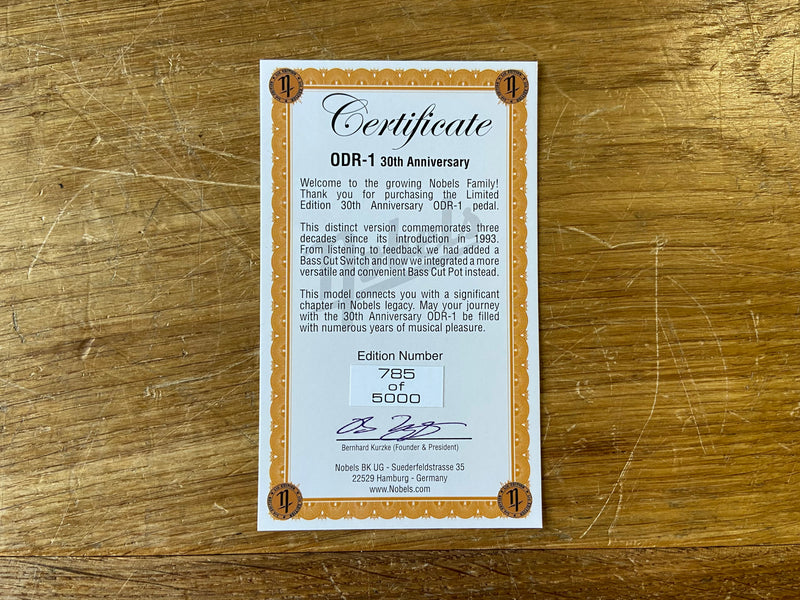 Certificate
ODR-1 30th Anniversary
Welcome to the growing Nobels Family!
Thank you for purchasing the Limited
Edition 30th Anniversary ODR-1 pedal.
This distinct version commemorates three
decades since its introduction in 1993.
From listening to feedback we had added a
Bass Cut Switch and now we integrated a more
versatile and convenient Bass Cut Pot instead.
This model connects you with a significant
chapter in Nobels legacy. May your journey
with the 30th Anniversary ODR-1 be filled
with numerous years of musical pleasure.
Edition Number
785
of
5000
Bernhard Kurzke (Founder & President)
Nobels BK UG - Suederfeldstrasse 35
22529 Hamburg - Germany
www.Nobels.com